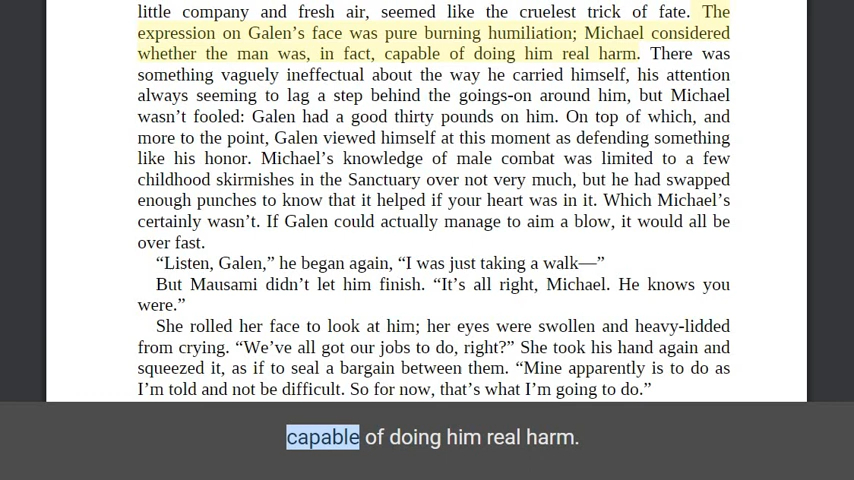 little company and fresh air, seemed like the cruelest trick of fate. The
expression on Galen’s face was pure burning humiliation; Michael considered
whether the man was, in fact, capable of doing him real harm. There was
something vaguely ineffectual about the way he carried himself, his attention
always seeming to lag a step behind the goings-on around him, but Michael
wasn’t fooled: Galen had a good thirty pounds on him. On top of which, and
more to the point, Galen viewed himself at this moment as defending something
like his honor. Michael’s knowledge of male combat was limited to a few
childhood skirmishes in the Sanctuary over not very much, but he had swapped
enough punches to know that it helped if your heart was in it. Which Michael’s
certainly wasn’t. If Galen could actually manage to aim a blow, it would all be
over fast.
“Listen, Galen,” he began again, “I was just taking a walk—”
But Mausami didn’t let him finish. “It’s all right, Michael. He knows you
were.”
She rolled her face to look at him; her eyes were swollen and heavy-lidded
from crying. “We’ve all got our jobs to do, right?” She took his hand again and
squeezed it, as if to seal a bargain between them. “Mine apparently is to do as
I’m told and not be difficult. So for now, that’s what I’m going to do.”
capable of doing him real harm.